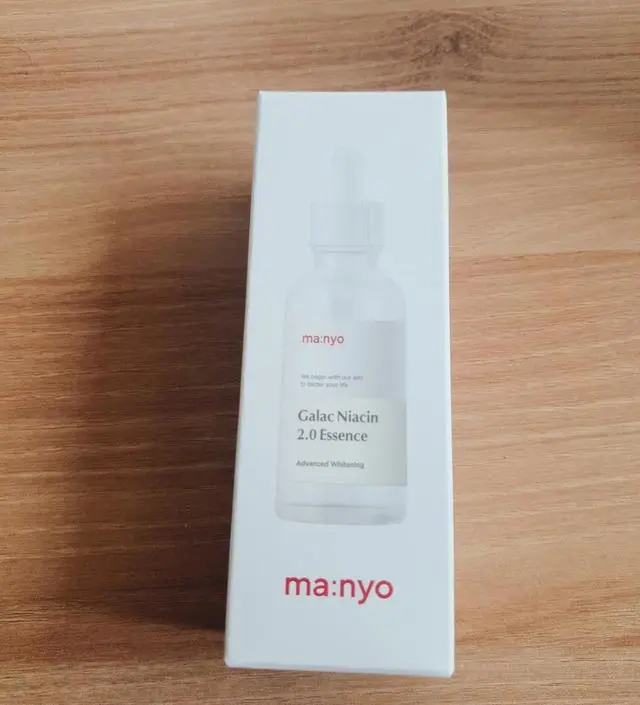 ma:nyo
We begin with our skin
to better your life
Galac Niacin
2.0 Essence
Advanced Whitening
ma:nyo